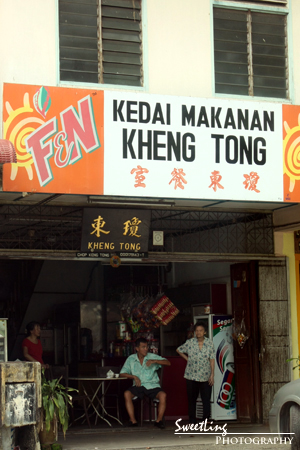 F&N
KEDAI MAKANAN
KHENG TONG
室餐東瓊
東瓊
KHENG TONG
Sweetling
PHOTOGRAPHY